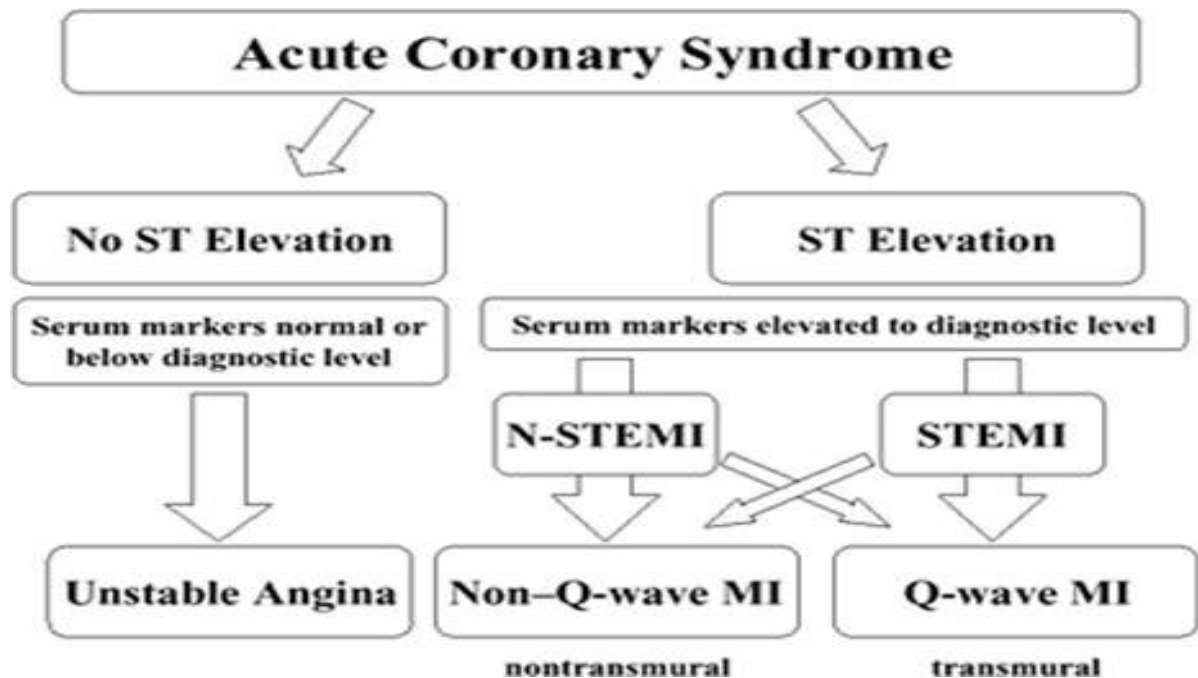 Acute Coronary Syndrome
No ST Elevation
ST Elevation
Serum markers normal or
below diagnostic level
Serum markers elevated to diagnostic level
N-STEMI
STEMI
Unstable Angina
Non–Q-wave MI
Q-wave MI
nontransmural
transmural